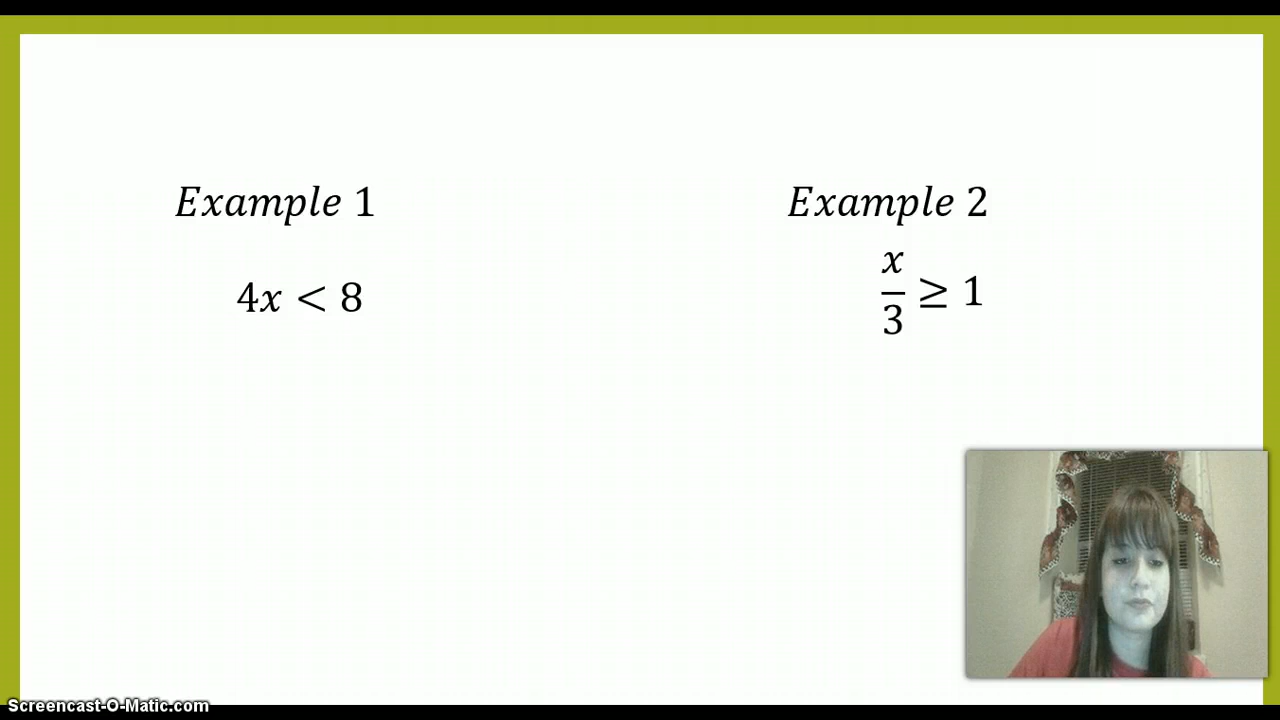 Example 1
4x < 8
Example 2
x/3 ≥ 1
Screencast-O-Matic.com